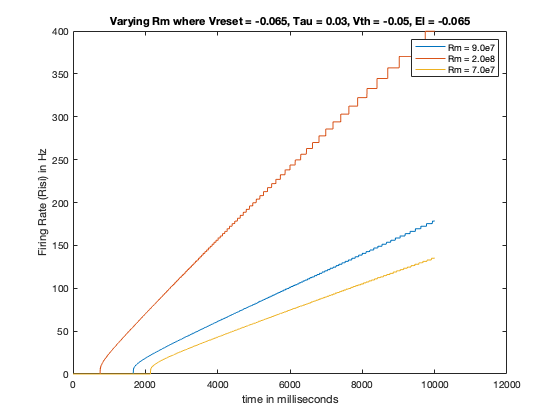 Varying Rm where Vreset = -0.065, Tau = 0.03, Vth = -0.05, El = -0.065
400
350
300
250
200
150
100
50
0
Firing Rate (Risi) in Hz
Rm = 9.0e7
Rm = 2.0e8
Rm = 7.0e7
0 2000 4000 6000 8000 10000 12000
time in milliseconds